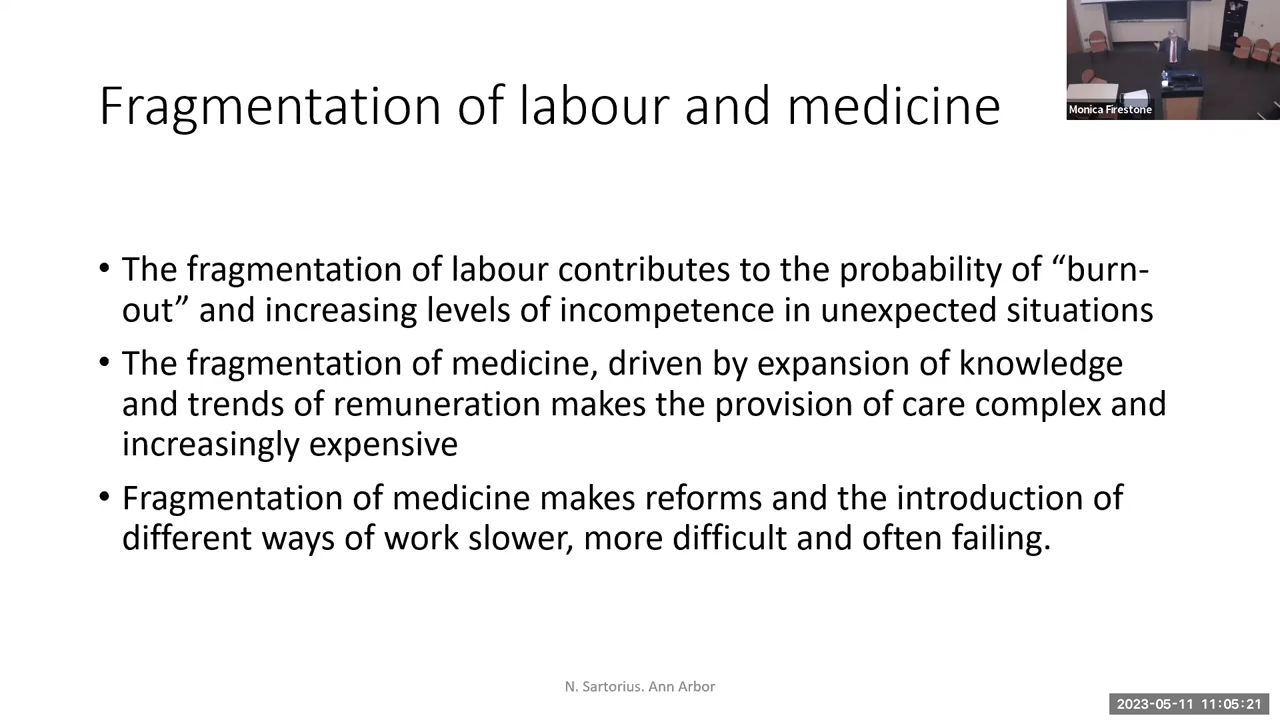 Monica Firestone
Fragmentation of labour and medicine
• The fragmentation of labour contributes to the probability of “burn-
out” and increasing levels of incompetence in unexpected situations
• The fragmentation of medicine, driven by expansion of knowledge
and trends of remuneration makes the provision of care complex and
increasingly expensive
• Fragmentation of medicine makes reforms and the introduction of
different ways of work slower, more difficult and often failing.
N. Sartorius. Ann Arbor
2023-05-11 11:05:21